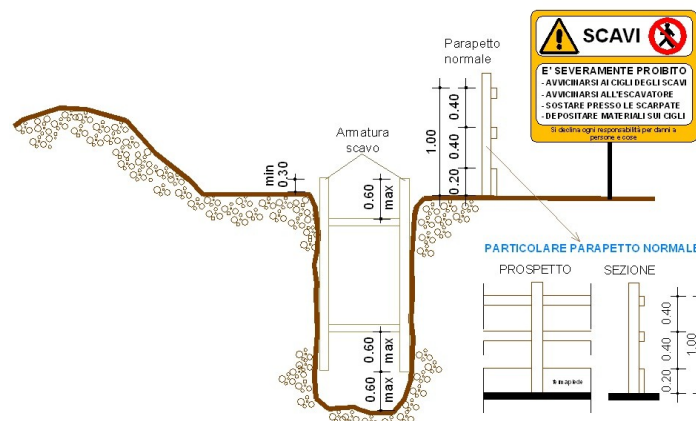 SCAVI
E' SEVERAMENTE PROIBITO
- AVVICINARSI AI CIGLI DEGLI SCAVI
- AVVICINARSI ALL'ESCAVATORE
- SOSTARE PRESSO LE SCARPATE
- DEPOSITARE MATERIALI SUI CIGLI
Si declina ogni responsabilità per danni a
persone e cose
Parapetto
normale
1.00
0.40
0.40
0.20
Armatura
scavo
min
0,30
0.60
max
0.60
max
0.60
max
PARTICOLARE PARAPETTO NORMALE
PROSPETTO
SEZIONE
fermapiede
0.40
0.40
0.20
1.00